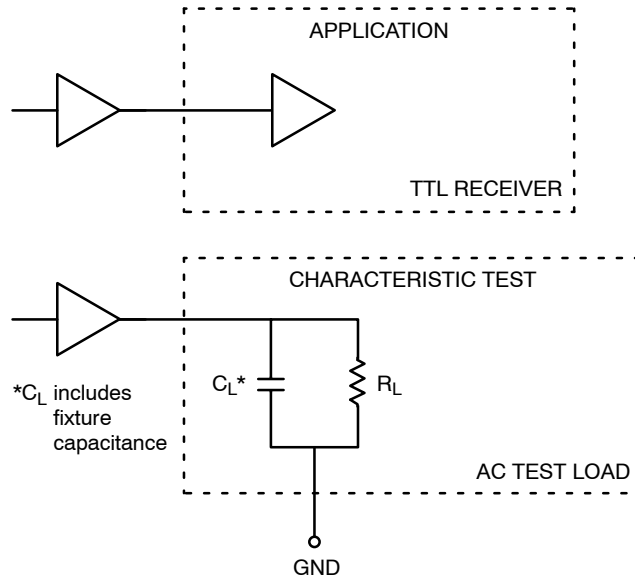 APPLICATION
TTL RECEIVER
CHARACTERISTIC TEST
*CL includes
fixture
capacitance
CL*
RL
AC TEST LOAD
GND